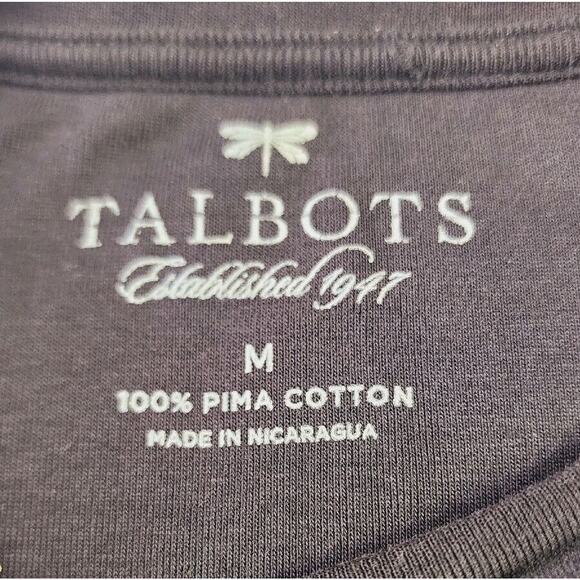 TALBOTS
Established 1947
M
100% PIMA COTTON
MADE IN NICARAGUA